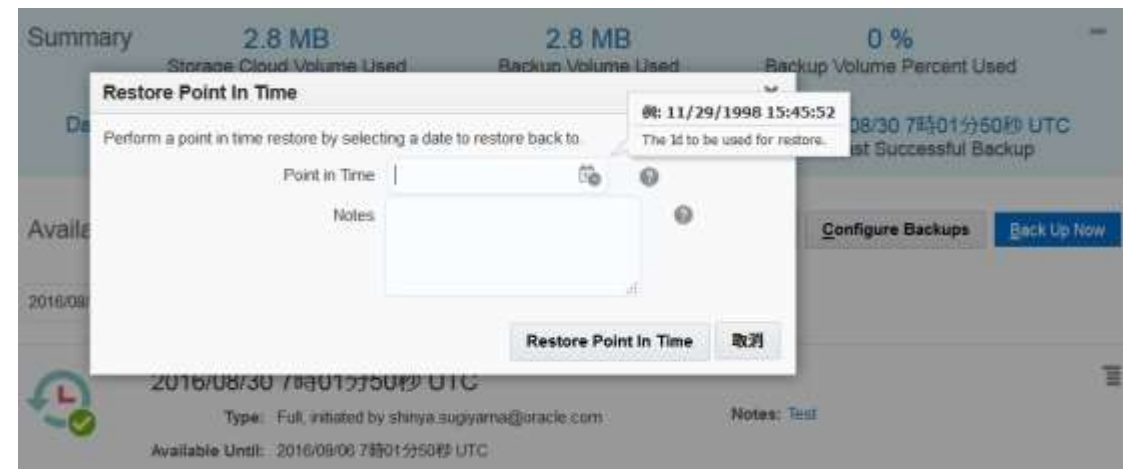 Summary
2.8 MB
2.8 MB
0 %
Storage Cloud Volume Used
Backup Volume Used
Backup Volume Percent Used
Restore Point In Time
例: 11/29/1998 15:45:52
The Id to be used for restore.
Da
Perform a point in time restore by selecting a date to restore back to.
08/30 7時01分50秒 UTC
st Successful Backup
Point in Time
Notes
Availa
Configure Backups
Back Up Now
2016/08/
Restore Point In Time
取消
2016/08/30 7時01分50秒 UTC
Type: Full, initiated by shinya.sugiyama@oracle.com
Notes: Test
Available Until: 2016/09/06 7時01分50秒 UTC